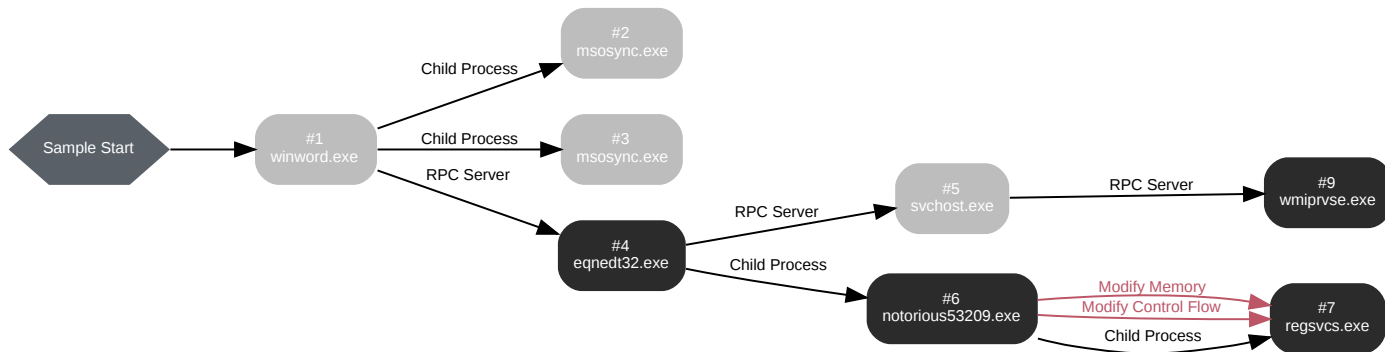 #2
msosync.exe
Child Process
Sample Start
#1
winword.exe
Child Process
#3
msosync.exe
RPC Server
#4
eqnedt32.exe
RPC Server
#5
svchost.exe
RPC Server
#9
wmiprvse.exe
Child Process
#6
notorious53209.exe
Modify Memory
Modify Control Flow
Child Process
#7
regsvcs.exe